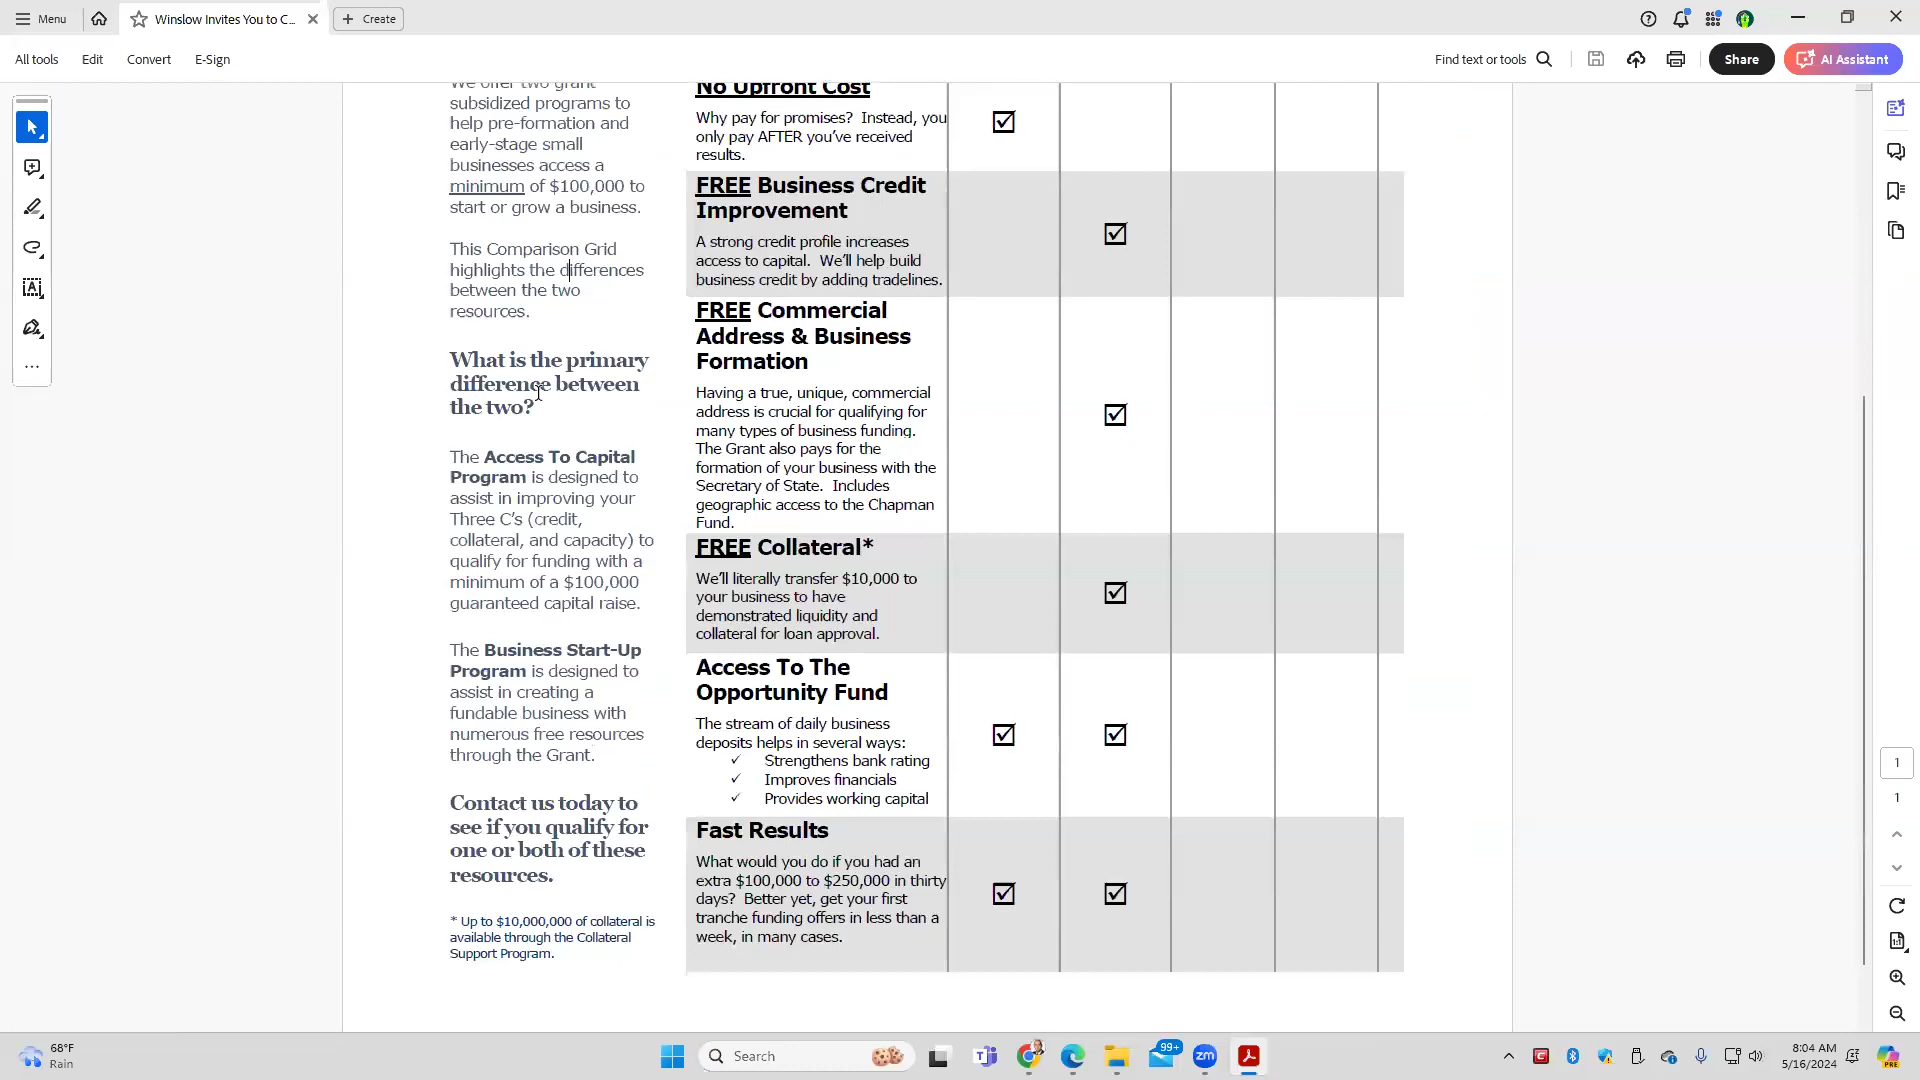 Menu
Winslow Invites You to C...
Create
All tools
Edit
Convert
E-Sign
Find text or tools
Share
AI Assistant
We offer two grant
subsidized programs to
help pre-formation and
early-stage small
businesses access a
minimum of $100,000 to
start or grow a business.
This Comparison Grid
highlights the differences
between the two
resources.
What is the primary
difference between
the two?
The Access To Capital
Program is designed to
assist in improving your
Three C's (credit,
collateral, and capacity) to
qualify for funding with a
minimum of a $100,000
guaranteed capital raise.
The Business Start-Up
Program is designed to
assist in creating a
fundable business with
numerous free resources
through the Grant.
Contact us today to
see if you qualify for
one or both of these
resources.
* Up to $10,000,000 of collateral is
available through the Collateral
Support Program.
No Upfront Cost
Why pay for promises? Instead, you
only pay AFTER you've received
results.
FREE Business Credit
Improvement
A strong credit profile increases
access to capital. We'll help build
business credit by adding tradelines.
FREE Commercial
Address & Business
Formation
Having a true, unique, commercial
address is crucial for qualifying for
many types of business funding.
The Grant also pays for the
formation of your business with the
Secretary of State. Includes
geographic access to the Chapman
Fund.
FREE Collateral*
We'll literally transfer $10,000 to
your business to have
demonstrated liquidity and
collateral for loan approval.
Access To The
Opportunity Fund
The stream of daily business
deposits helps in several ways:
Strengthens bank rating
Improves financials
Provides working capital
Fast Results
What would you do if you had an
extra $100,000 to $250,000 in thirty
days? Better yet, get your first
tranche funding offers in less than a
week, in many cases.
1
1
68°F
Rain
Search
99+
zm
8:04 AM
5/16/2024
PRE